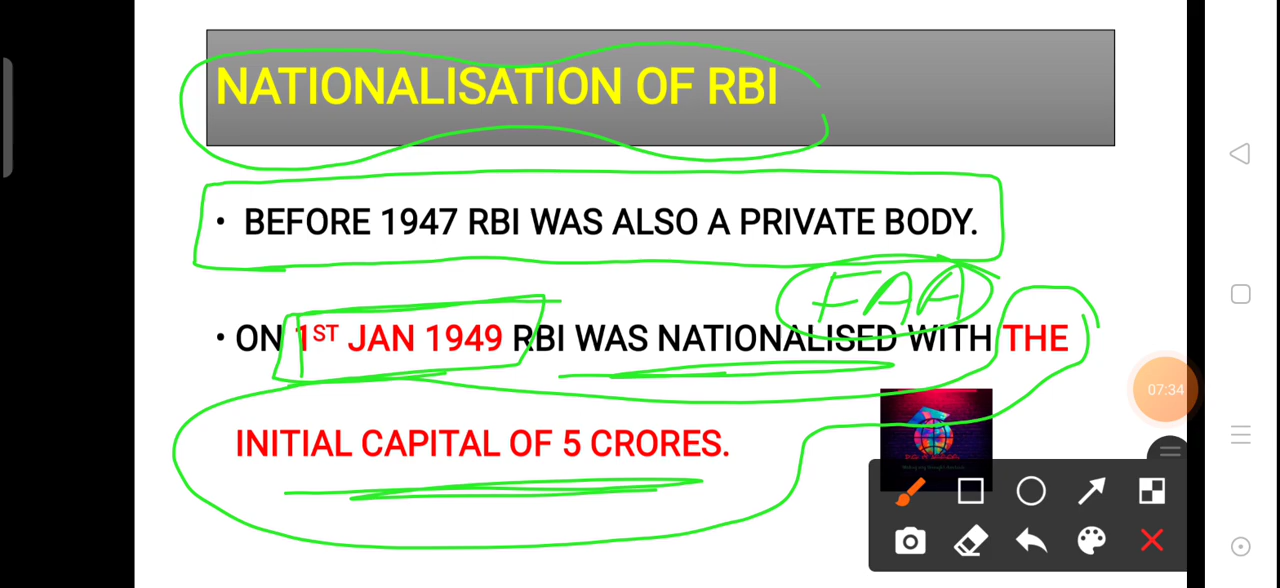 NATIONALISATION OF RBI
• BEFORE 1947 RBI WAS ALSO A PRIVATE BODY.
FAA
• ON 1ST JAN 1949 RBI WAS NATIONALISED WITH THE
INITIAL CAPITAL OF 5 CRORES.
07:34